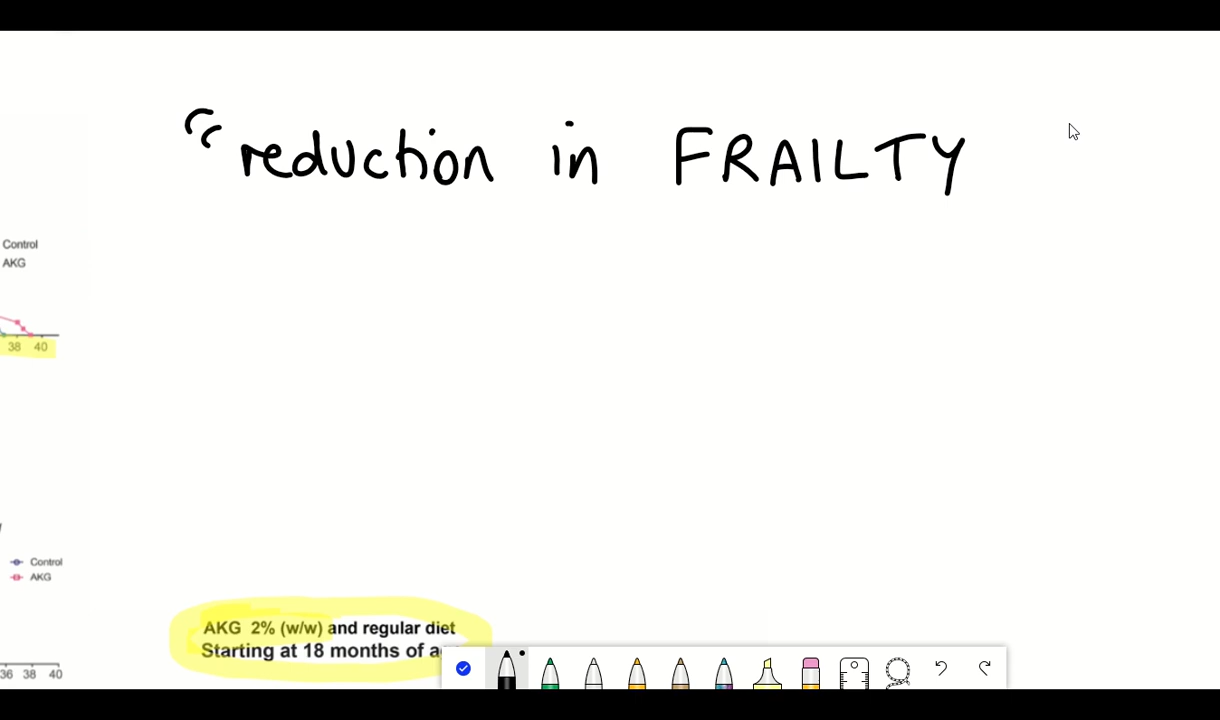 “reduction in FRAILTY
Control
AKG
38 40
Control
AKG
AKG 2% (w/w) and regular diet
Starting at 18 months of
36 38 40